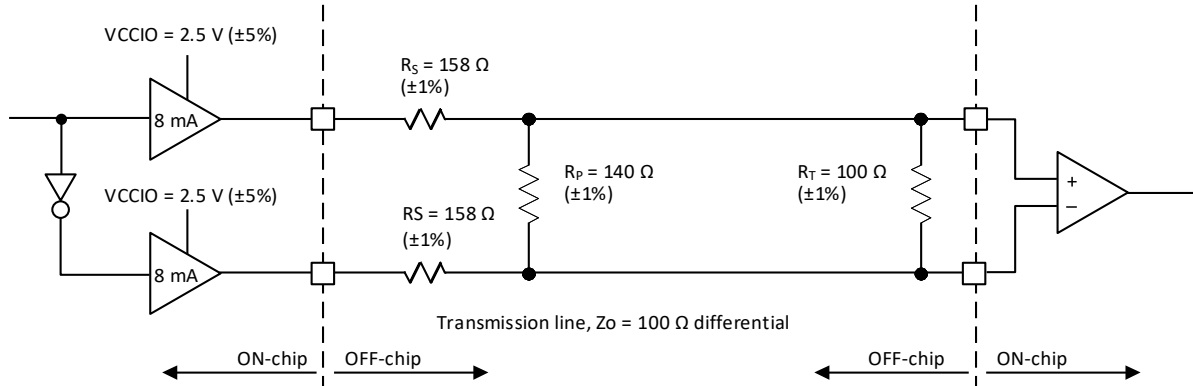 VCCIO = 2.5 V (±5%)
8 mA
RS = 158 Ω
(±1%)
RP = 140 Ω
(±1%)
RT = 100 Ω
(±1%)
+
−
VCCIO = 2.5 V (±5%)
8 mA
RS = 158 Ω
(±1%)
Transmission line, Zo = 100 Ω differential
ON-chip
OFF-chip
OFF-chip
ON-chip